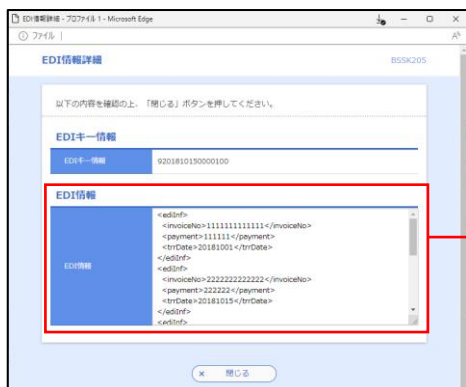 EDI情報詳細 - プロファイル 1 - Microsoft Edge
ファイル
EDI情報詳細
BSSK205
以下の内容を確認の上、「閉じる」ボタンを押してください。
EDIキー情報
EDIキー情報
9201810150000100
EDI情報
EDI情報
<ediInf>
<invoiceNo>1111111111111</invoiceNo>
<payment>111111</payment>
<trrDate>20181001</trrDate>
</ediInf>
<ediInf>
<invoiceNo>2222222222222</invoiceNo>
<payment>222222</payment>
<trrDate>20181015</trrDate>
</ediInf>
<ediInf>
× 閉じる